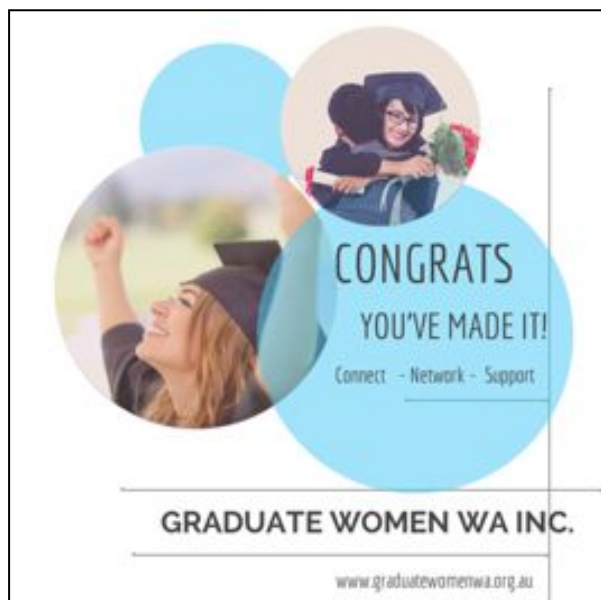 CONGRATS
YOU'VE MADE IT!
Connect - Network - Support
GRADUATE WOMEN WA INC.
www.graduatewomenwa.org.au